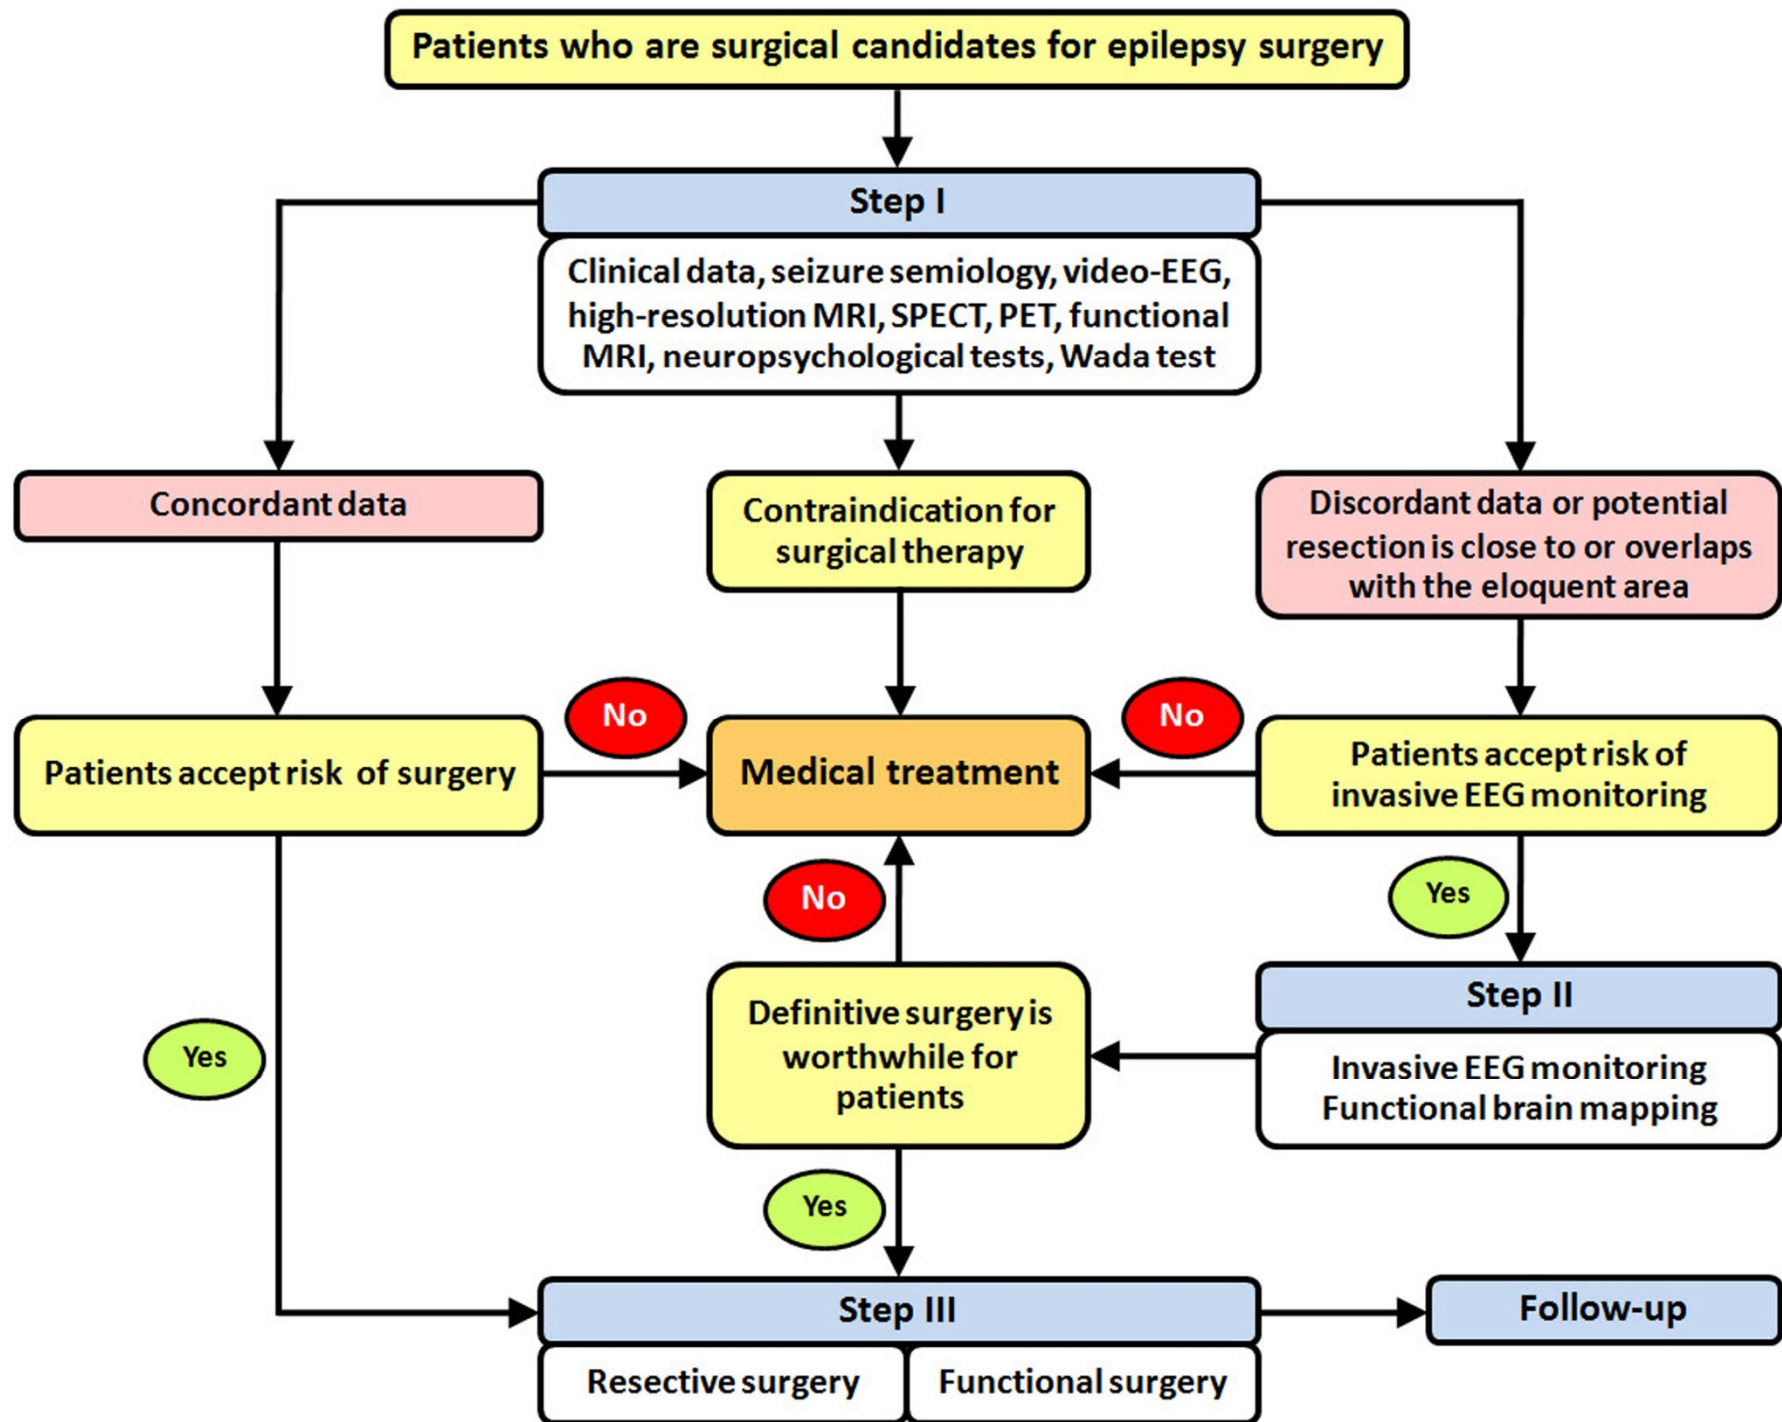 Patients who are surgical candidates for epilepsy surgery
Step I
Clinical data, seizure semiology, video-EEG,
high-resolution MRI, SPECT, PET, functional
MRI, neuropsychological tests, Wada test
Concordant data
Contraindication for
surgical therapy
Discordant data or potential
resection is close to or overlaps
with the eloquent area
Patients accept risk of surgery
No
Medical treatment
No
Patients accept risk of
invasive EEG monitoring
No
Yes
Step II
Invasive EEG monitoring
Functional brain mapping
Definitive surgery is
worthwhile for
patients
Yes
Yes
Step III
Resective surgery
Functional surgery
Follow-up